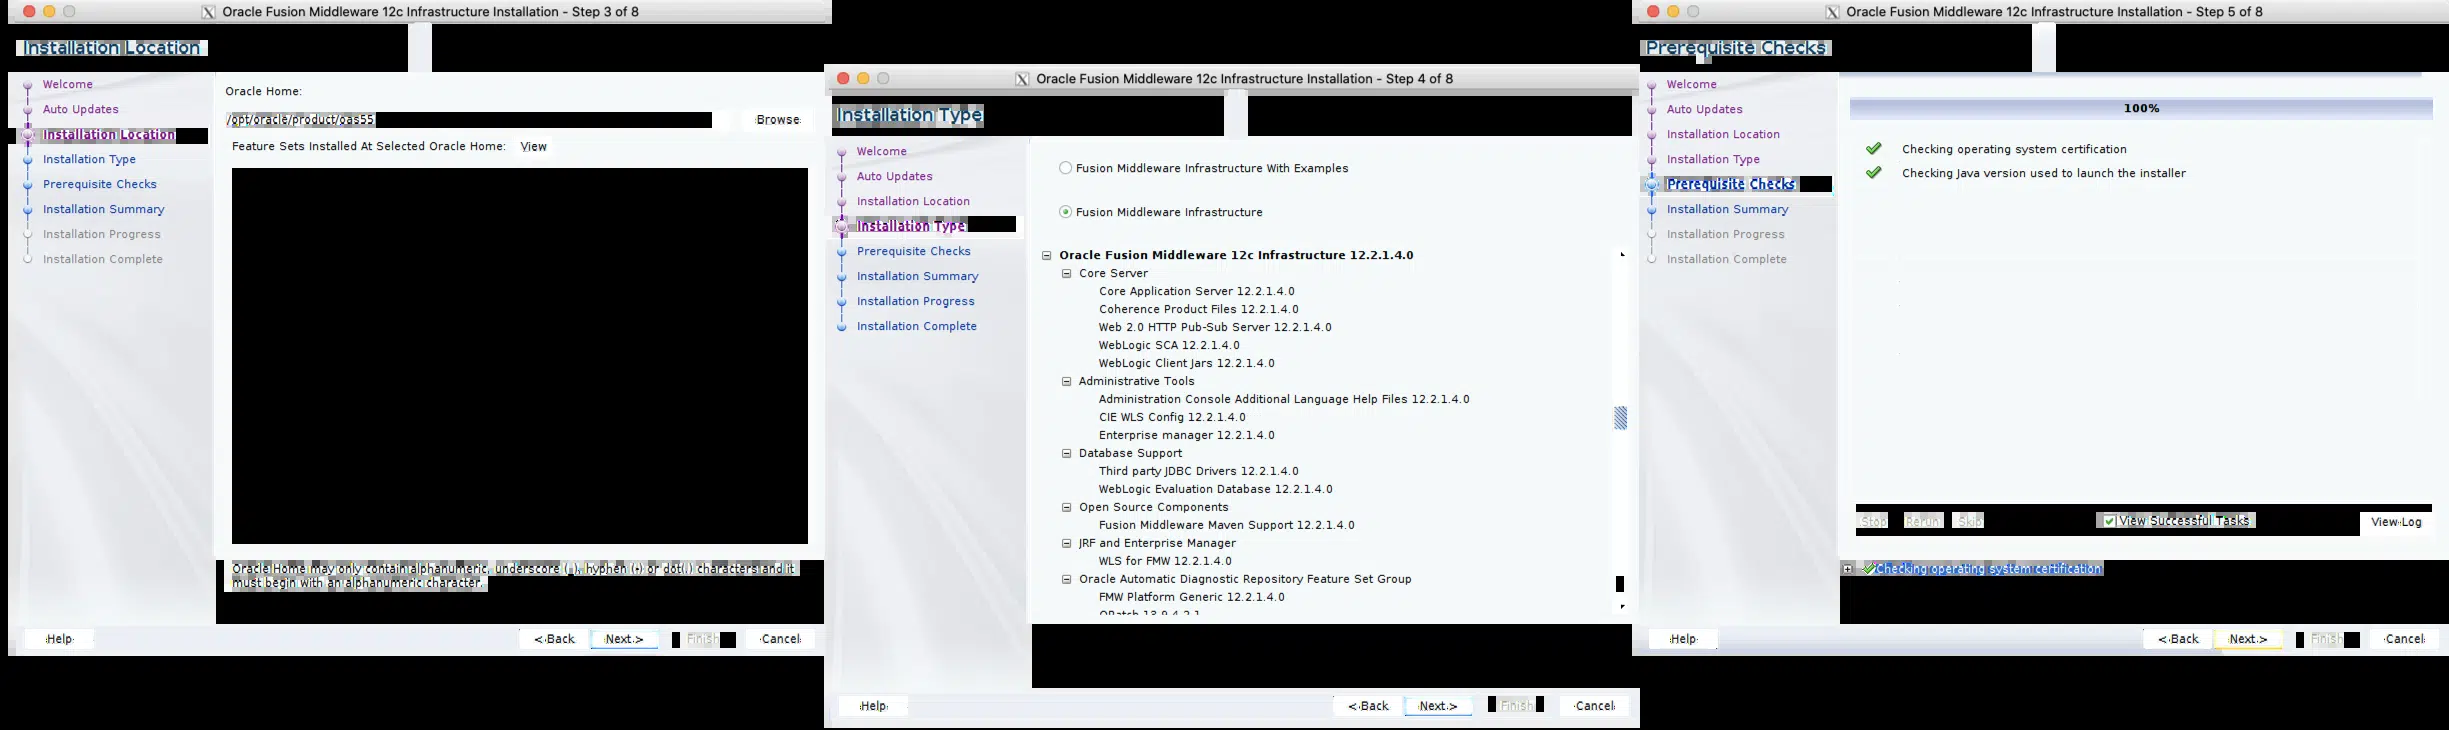 Oracle Fusion Middleware 12c Infrastructure Installation - Step 3 of 8
Installation Location
Welcome
Auto Updates
Installation Location
Installation Type
Prerequisite Checks
Installation Summary
Installation Progress
Installation Complete
Oracle Home:
/opt/oracle/product/oas55
Browse
Feature Sets Installed At Selected Oracle Home: View
Oracle Home may only contain alphanumeric, underscore (_), hyphen (-) or dot(.) characters and it
must begin with an alphanumeric character.
Help < Back Next > Finish Cancel
Oracle Fusion Middleware 12c Infrastructure Installation - Step 4 of 8
Installation Type
Welcome
Auto Updates
Installation Location
Installation Type
Prerequisite Checks
Installation Summary
Installation Progress
Installation Complete
Fusion Middleware Infrastructure With Examples
Fusion Middleware Infrastructure
Oracle Fusion Middleware 12c Infrastructure 12.2.1.4.0
Core Server
Core Application Server 12.2.1.4.0
Coherence Product Files 12.2.1.4.0
Web 2.0 HTTP Pub-Sub Server 12.2.1.4.0
WebLogic SCA 12.2.1.4.0
WebLogic Client Jars 12.2.1.4.0
Administrative Tools
Administration Console Additional Language Help Files 12.2.1.4.0
CIE WLS Config 12.2.1.4.0
Enterprise manager 12.2.1.4.0
Database Support
Third party JDBC Drivers 12.2.1.4.0
WebLogic Evaluation Database 12.2.1.4.0
Open Source Components
Fusion Middleware Maven Support 12.2.1.4.0
JRF and Enterprise Manager
WLS for FMW 12.2.1.4.0
Oracle Automatic Diagnostic Repository Feature Set Group
FMW Platform Generic 12.2.1.4.0
OPatch 13.9.4.2.1
Help < Back Next > Finish Cancel
Oracle Fusion Middleware 12c Infrastructure Installation - Step 5 of 8
Prerequisite Checks
Welcome
Auto Updates
Installation Location
Installation Type
Prerequisite Checks
Installation Summary
Installation Progress
Installation Complete
100%
Checking operating system certification
Checking Java version used to launch the installer
Stop Rerun Skip View Successful Tasks View Log
Checking operating system certification
Help < Back Next > Finish Cancel